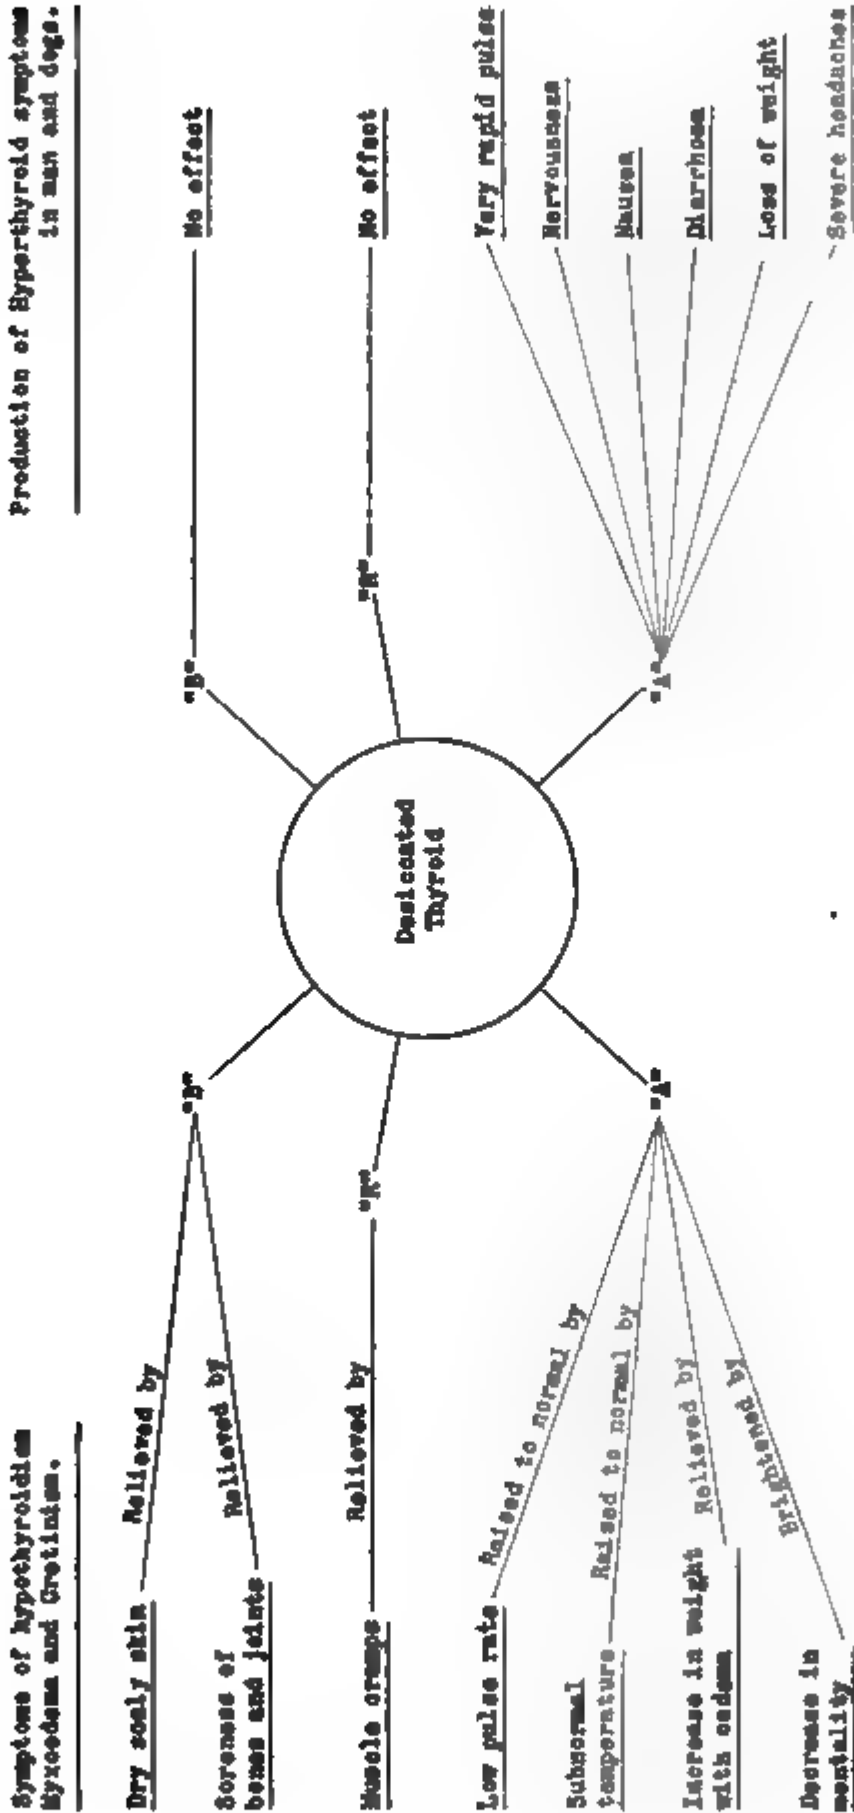 Symptoms of hypothyroidism
Myxoedema and Cretinism.
Production of Hyperthyroid symptoms
in man and dogs.
Dry scaly skin
Relieved by
Soreness of
bones and joints
Relieved by
Muscle cramps
Relieved by
Low pulse rate
Raised to normal by
Subnormal
temperature
Raised to normal by
Increase in weight
with oedema
Relieved by
Decrease in
mentality
Brightened by
"A"
Desiccated
Thyroid
No effect
No effect
"A"
Very rapid pulse
Nervousness
Nausea
Diarrhoea
Loss of weight
Severe headaches